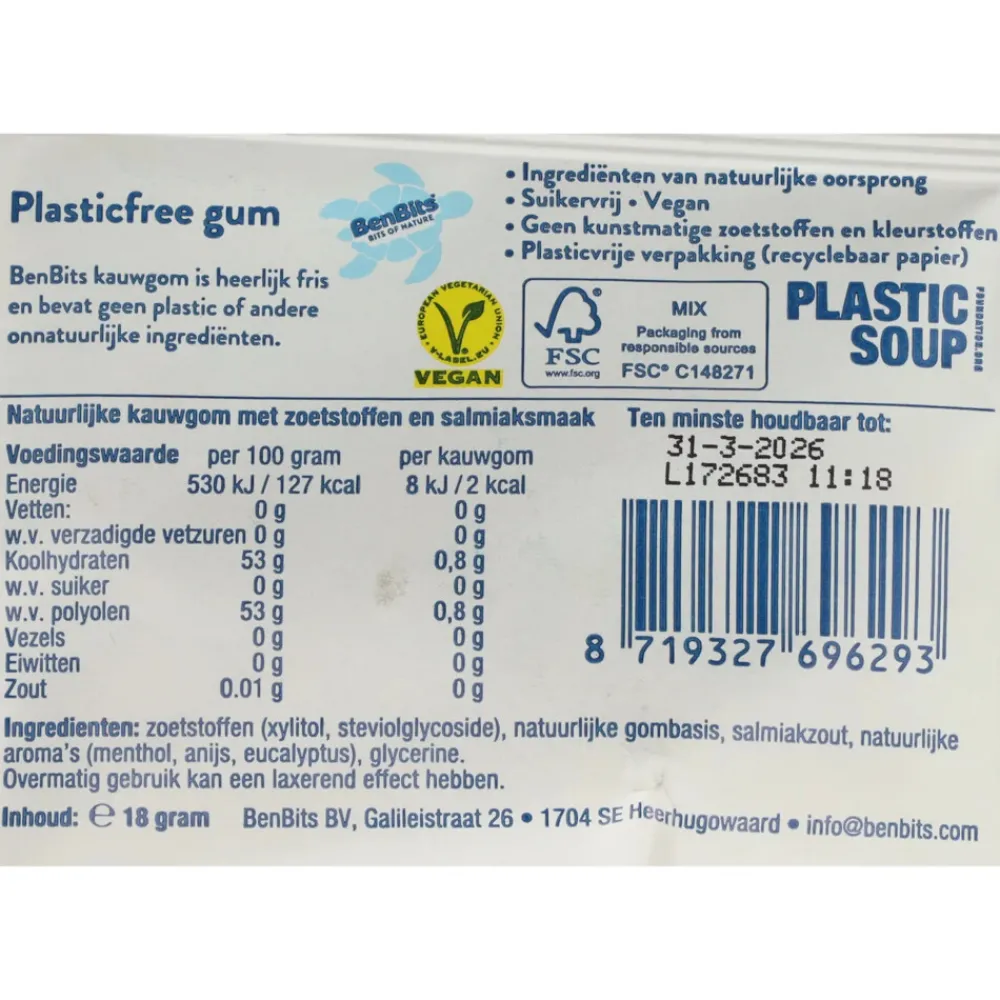 Plasticfree gum
BenBits
BITS OF NATURE
BenBits kauwgom is heerlijk fris
en bevat geen plastic of andere
onnatuurlijke ingrediënten.
EUROPEAN VEGETARIAN UNION
V-LABEL.EU
VEGAN
• Ingrediënten van natuurlijke oorsprong
• Suikervrij • Vegan
• Geen kunstmatige zoetstoffen en kleurstoffen
• Plasticvrije verpakking (recyclebaar papier)
FSC
www.fsc.org
MIX
Packaging from
responsible sources
FSC® C148271
PLASTIC
SOUP
FOUNDATION.ORG
Natuurlijke kauwgom met zoetstoffen en salmiaksmaak
Voedingswaarde per 100 gram per kauwgom
Energie 530 kJ / 127 kcal 8 kJ / 2 kcal
Vetten: 0 g 0 g
w.v. verzadigde vetzuren 0 g 0 g
Koolhydraten 53 g 0,8 g
w.v. suiker 0 g 0 g
w.v. polyolen 53 g 0,8 g
Vezels 0 g 0 g
Eiwitten 0 g 0 g
Zout 0.01 g 0 g
Ten minste houdbaar tot:
31-3-2026
L172683 11:18
8 719327 696293
Ingredienten: zoetstoffen (xylitol, steviolglycoside), natuurlijke gombasis, salmiakzout, natuurlijke
aroma's (menthol, anijs, eucalyptus), glycerine.
Overmatig gebruik kan een laxerend effect hebben.
Inhoud: ℮ 18 gram BenBits BV, Galileistraat 26 • 1704 SE Heerhugowaard • info@benbits.com